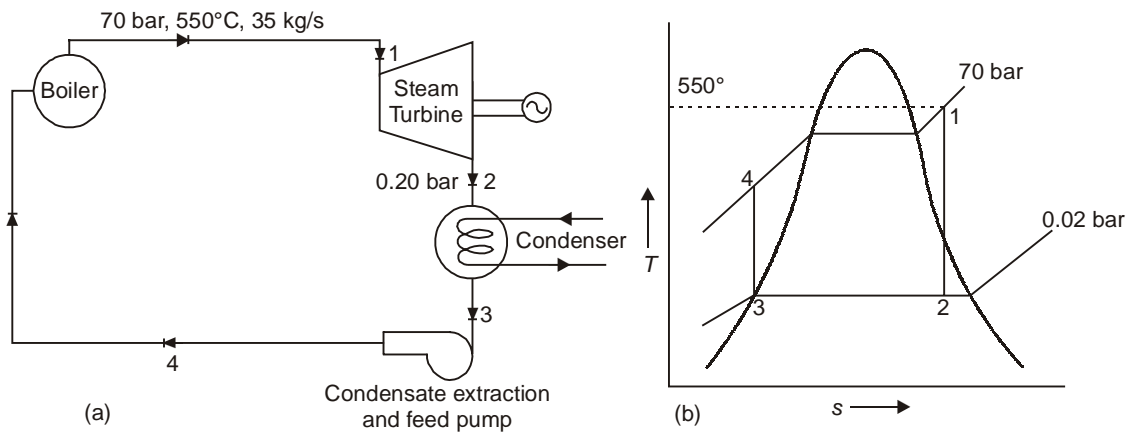 70 bar, 550°C, 35 kg/s
1
Boiler
Steam
Turbine
0.20 bar
2
Condenser
3
4
Condensate extraction
and feed pump
(a)
550°
70 bar
1
4
0.02 bar
T
3
2
(b)
s